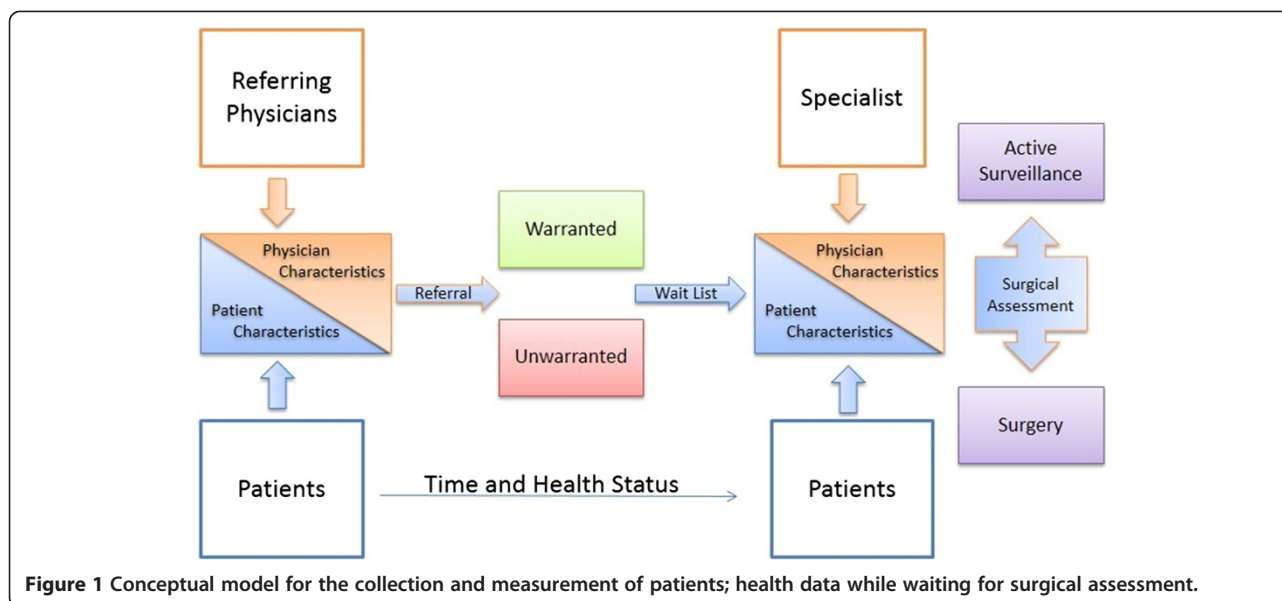 Referring
Physicians
Specialist
Active
Surveillance
Warranted
Physician
Characteristics
Patient
Characteristics
Referral
Wait List
Physician
Characteristics
Patient
Characteristics
Surgical
Assessment
Unwarranted
Surgery
Patients
Time and Health Status
Patients
Figure 1 Conceptual model for the collection and measurement of patients; health data while waiting for surgical assessment.